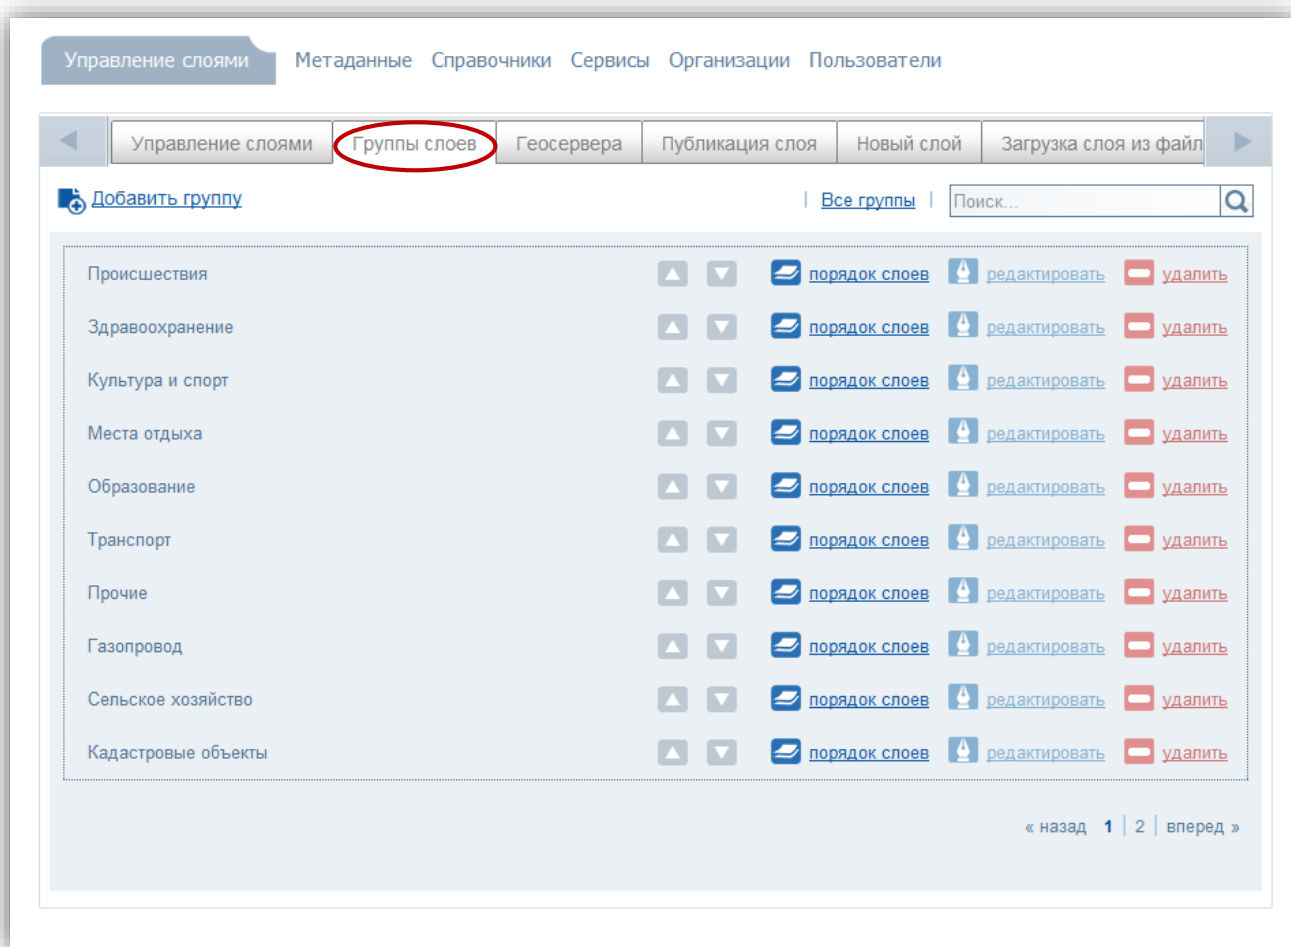 Управление слоями Метаданные Справочники Сервисы Организации Пользователи
Управление слоями Группы слоев Геосервера Публикация слоя Новый слой Загрузка слоя из файл
Добавить группу | Все группы | Поиск...
Происшествия порядок слоев редактировать удалить
Здравоохранение порядок слоев редактировать удалить
Культура и спорт порядок слоев редактировать удалить
Места отдыха порядок слоев редактировать удалить
Образование порядок слоев редактировать удалить
Транспорт порядок слоев редактировать удалить
Прочие порядок слоев редактировать удалить
Газопровод порядок слоев редактировать удалить
Сельское хозяйство порядок слоев редактировать удалить
Кадастровые объекты порядок слоев редактировать удалить
« назад 1 | 2 | вперед »